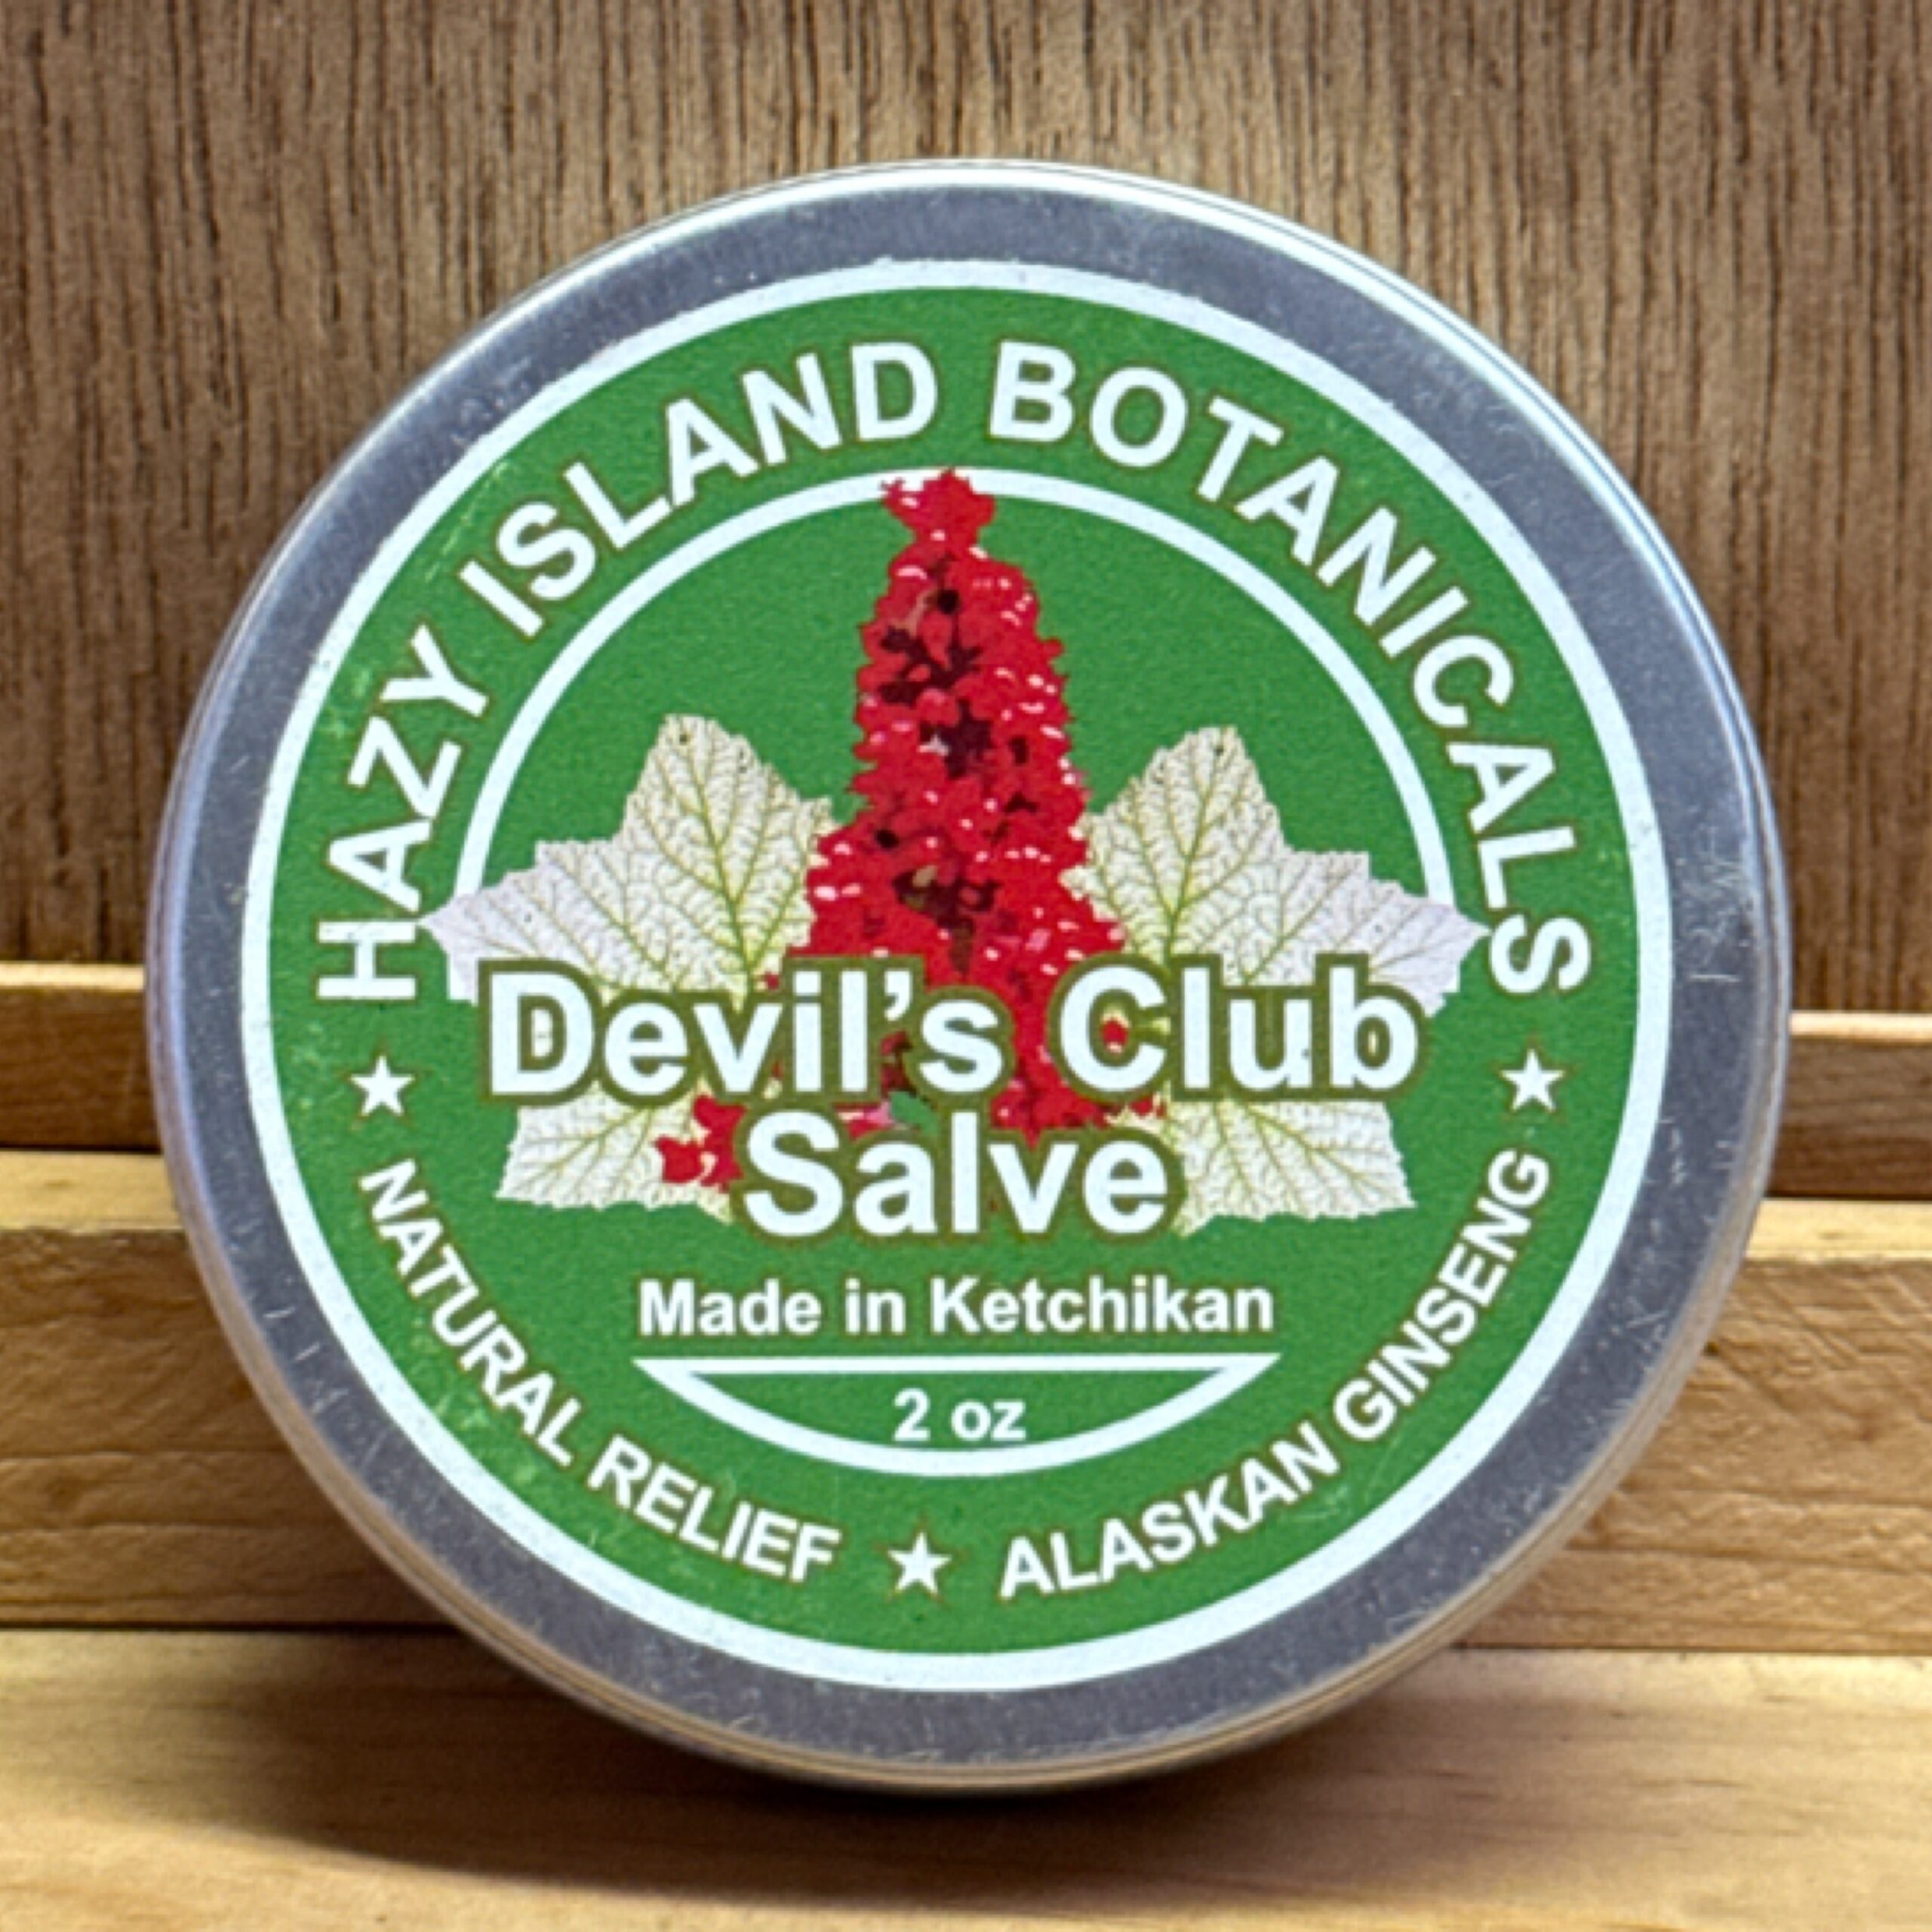 HAZY ISLAND BOTANICALS
Devil's Club
Salve
Made in Ketchikan
2 oz
★ NATURAL RELIEF ★ ALASKAN GINSENG ★